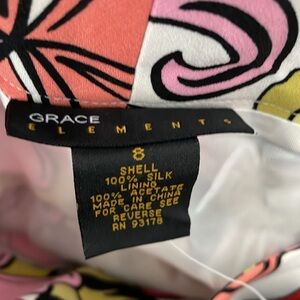 GRACE
ELEMENTS
8
SHELL
100% SILK
LINING
100% ACETATE
MADE IN CHINA
FOR CARE SEE
REVERSE
RN 93178